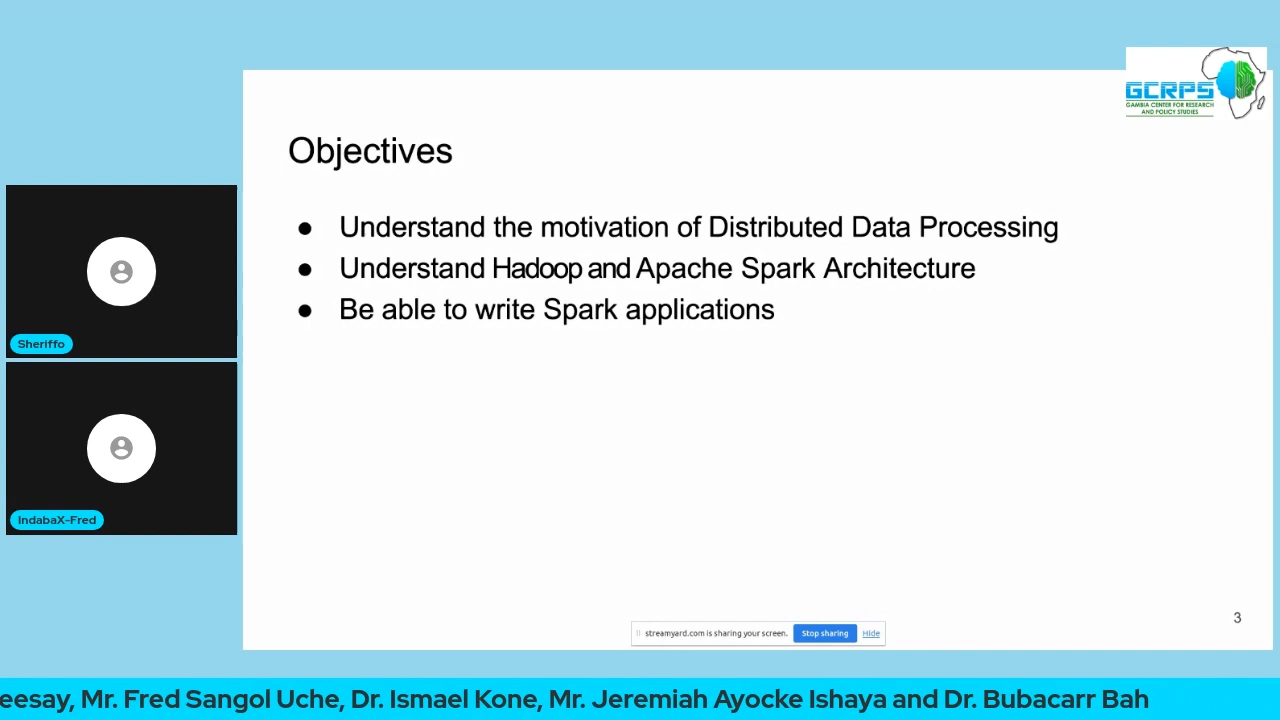 GCRPS
GAMBIA CENTER FOR RESEARCH
AND POLICY STUDIES
Objectives
● Understand the motivation of Distributed Data Processing
● Understand Hadoop and Apache Spark Architecture
● Be able to write Spark applications
Sheriffo
IndabaX-Fred
3
streamyard.com is sharing your screen. Stop sharing Hide
eesay, Mr. Fred Sangol Uche, Dr. Ismael Kone, Mr. Jeremiah Ayocke Ishaya and Dr. Bubacarr Bah